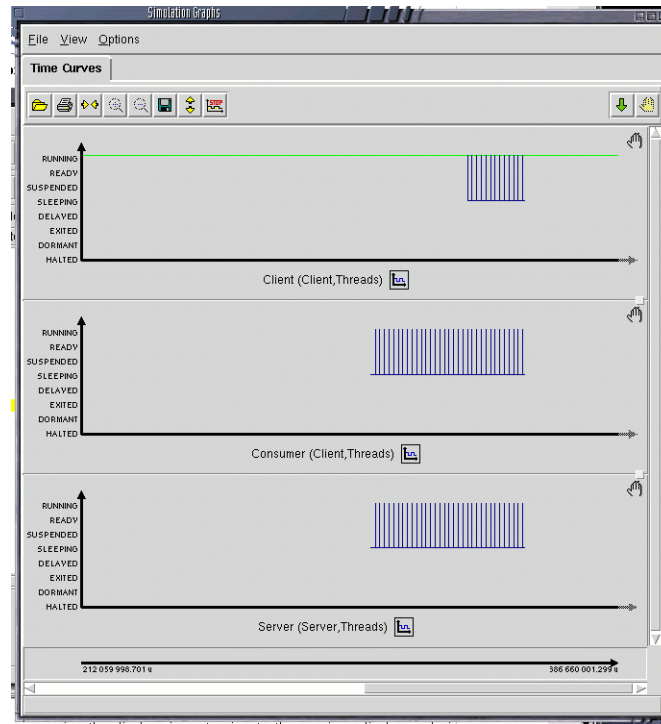 Simulation Graphs
File View Options
Time Curves
STOP
RUNNING
READY
SUSPENDED
SLEEPING
DELAYED
EXITED
DORMANT
HALTED
Client (Client,Threads)
RUNNING
READY
SUSPENDED
SLEEPING
DELAYED
EXITED
DORMANT
HALTED
Consumer (Client,Threads)
RUNNING
READY
SUSPENDED
SLEEPING
DELAYED
EXITED
DORMANT
HALTED
Server (Server,Threads)
212 059 998.701 u 386 660 001.299 u